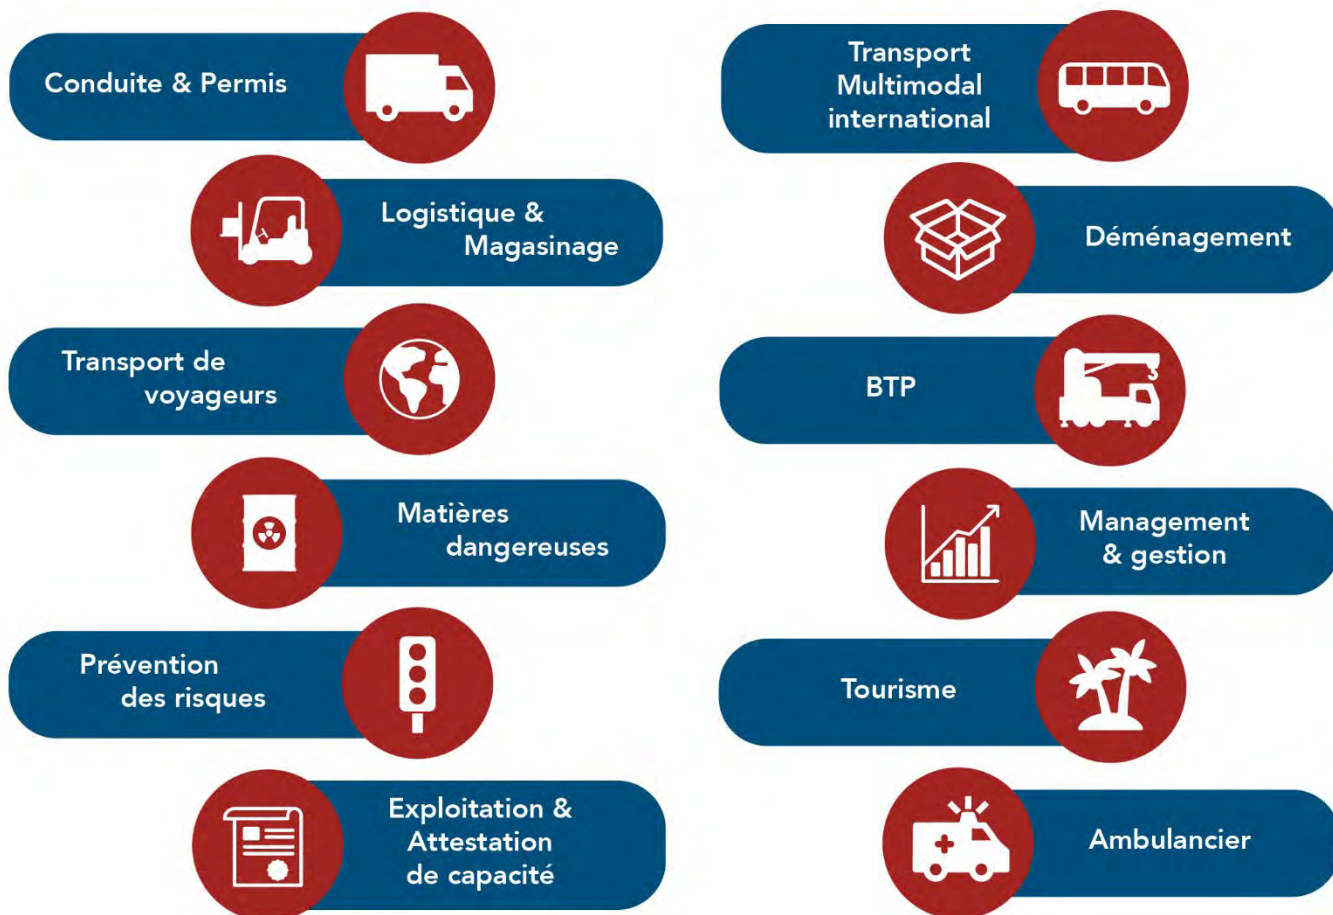 Conduite & Permis
Logistique &
Magasinage
Transport de
voyageurs
Matières
dangereuses
Prévention
des risques
Exploitation &
Attestation
de capacité
Transport
Multimodal
international
Déménagement
BTP
Management
& gestion
Tourisme
Ambulancier